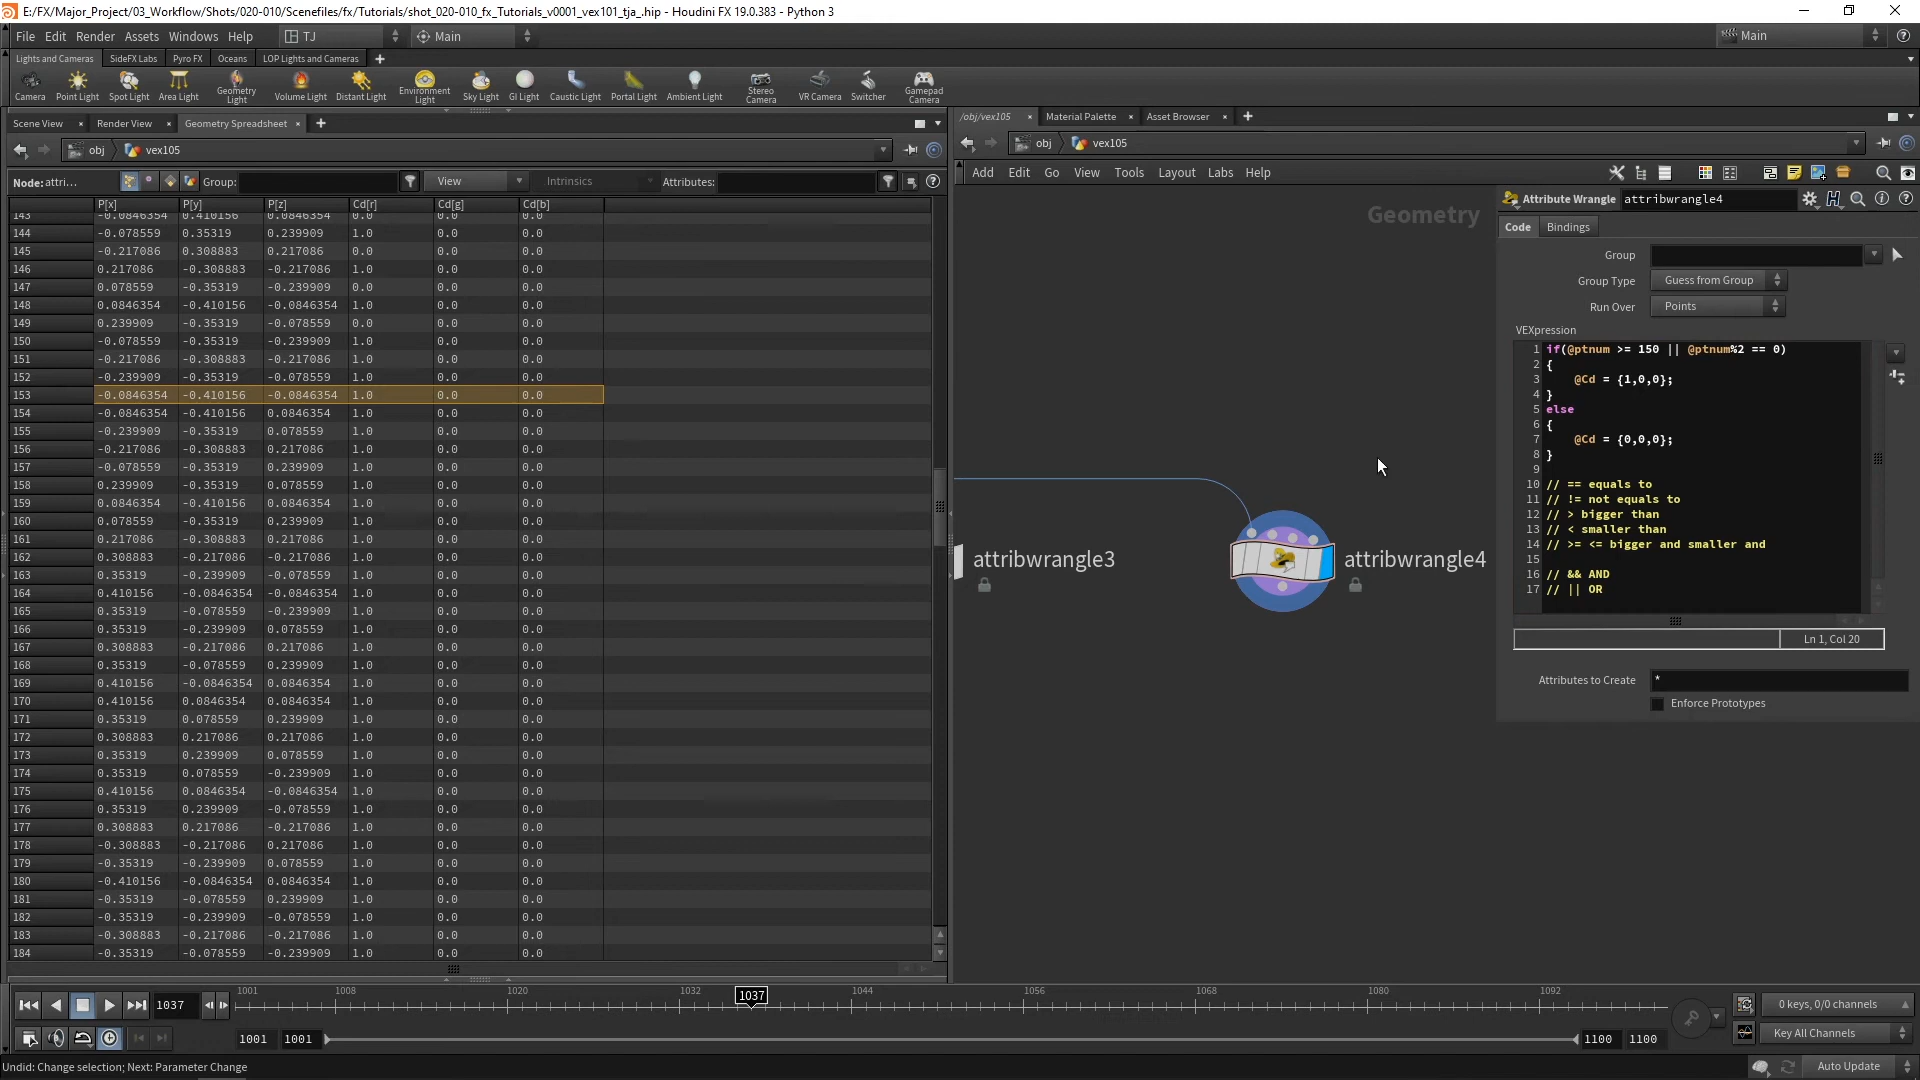 E:/FX/Major_Project/03_Workflow/Shots/020-010/Scenefiles/fx/Tutorials/shot_020-010_fx_Tutorials_v0001_vex101_tja_.hip - Houdini FX 19.0.383 - Python 3
File Edit Render Assets Windows Help TJ Main Main
Lights and Cameras SideFX Labs Pyro FX Oceans LOP Lights and Cameras
Camera Point Light Spot Light Area Light Geometry Light Volume Light Distant Light Environment Light Sky Light GI Light Caustic Light Portal Light Ambient Light Stereo Camera VR Camera Switcher Gamepad Camera
Scene View Render View Geometry Spreadsheet
obj vex105
Node: attri... Group: View Intrinsics Attributes:
P[x] P[y] P[z] Cd[r] Cd[g] Cd[b]
143 -0.0846354 0.410156 0.0846354 0.0 0.0 0.0
144 -0.078559 0.35319 0.239909 1.0 0.0 0.0
145 -0.217086 0.308883 0.217086 0.0 0.0 0.0
146 0.217086 -0.308883 -0.217086 1.0 0.0 0.0
147 0.078559 -0.35319 -0.239909 0.0 0.0 0.0
148 0.0846354 -0.410156 -0.0846354 1.0 0.0 0.0
149 0.239909 -0.35319 -0.078559 0.0 0.0 0.0
150 -0.078559 -0.35319 -0.239909 1.0 0.0 0.0
151 -0.217086 -0.308883 -0.217086 1.0 0.0 0.0
152 -0.239909 -0.35319 -0.078559 1.0 0.0 0.0
153 -0.0846354 -0.410156 -0.0846354 1.0 0.0 0.0
154 -0.0846354 -0.410156 0.0846354 1.0 0.0 0.0
155 -0.239909 -0.35319 0.078559 1.0 0.0 0.0
156 -0.217086 -0.308883 0.217086 1.0 0.0 0.0
157 -0.078559 -0.35319 0.239909 1.0 0.0 0.0
158 0.239909 -0.35319 0.078559 1.0 0.0 0.0
159 0.0846354 -0.410156 0.0846354 1.0 0.0 0.0
160 0.078559 -0.35319 0.239909 1.0 0.0 0.0
161 0.217086 -0.308883 0.217086 1.0 0.0 0.0
162 0.308883 -0.217086 -0.217086 1.0 0.0 0.0
163 0.35319 -0.239909 -0.078559 1.0 0.0 0.0
164 0.410156 -0.0846354 -0.0846354 1.0 0.0 0.0
165 0.35319 -0.078559 -0.239909 1.0 0.0 0.0
166 0.35319 -0.239909 0.078559 1.0 0.0 0.0
167 0.308883 -0.217086 0.217086 1.0 0.0 0.0
168 0.35319 -0.078559 0.239909 1.0 0.0 0.0
169 0.410156 -0.0846354 0.0846354 1.0 0.0 0.0
170 0.410156 0.0846354 0.0846354 1.0 0.0 0.0
171 0.35319 0.078559 0.239909 1.0 0.0 0.0
172 0.308883 0.217086 0.217086 1.0 0.0 0.0
173 0.35319 0.239909 0.078559 1.0 0.0 0.0
174 0.35319 0.078559 -0.239909 1.0 0.0 0.0
175 0.410156 0.0846354 -0.0846354 1.0 0.0 0.0
176 0.35319 0.239909 -0.078559 1.0 0.0 0.0
177 0.308883 0.217086 -0.217086 1.0 0.0 0.0
178 -0.308883 -0.217086 0.217086 1.0 0.0 0.0
179 -0.35319 -0.239909 0.078559 1.0 0.0 0.0
180 -0.410156 -0.0846354 0.0846354 1.0 0.0 0.0
181 -0.35319 -0.078559 0.239909 1.0 0.0 0.0
182 -0.35319 -0.239909 -0.078559 1.0 0.0 0.0
183 -0.308883 -0.217086 -0.217086 1.0 0.0 0.0
184 -0.35319 -0.078559 -0.239909 1.0 0.0 0.0
/obj/vex105 Material Palette Asset Browser
obj vex105
Add Edit Go View Tools Layout Labs Help
Geometry
attribwrangle3
attribwrangle4
Attribute Wrangle attribwrangle4
Code Bindings
Group
Group Type Guess from Group
Run Over Points
VEXpression
1 if(@ptnum >= 150 || @ptnum%2 == 0)
2 {
3 @Cd = {1,0,0};
4 }
5 else
6 {
7 @Cd = {0,0,0};
8 }
9
10 // == equals to
11 // != not equals to
12 // > bigger than
13 // < smaller than
14 // >= <= bigger and smaller and
15
16 // && AND
17 // || OR
Ln 1, Col 20
Attributes to Create *
Enforce Prototypes
1037 1001 1008 1020 1032 1037 1044 1056 1068 1080 1092
0 keys, 0/0 channels
1001 1001 1100 1100
Key All Channels
Undid: Change selection; Next: Parameter Change
Auto Update